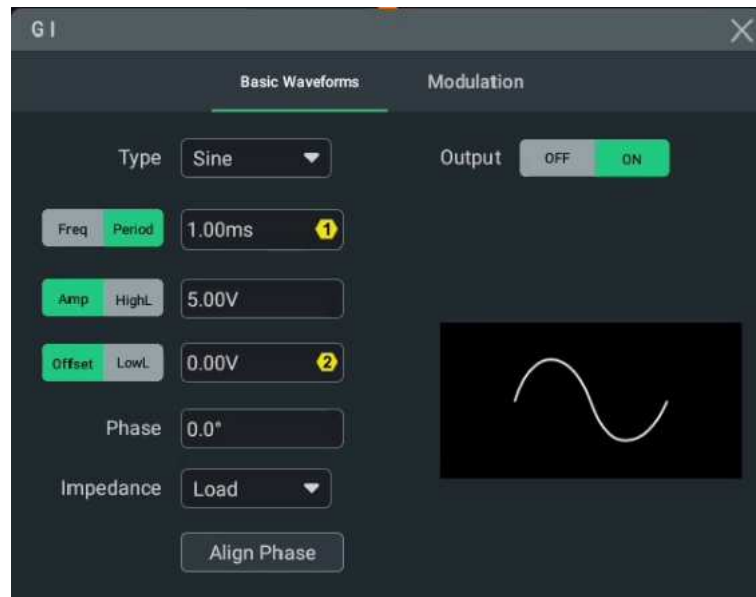 G I
Basic Waveforms Modulation
Type Sine Output OFF ON
Freq Period 1.00ms 1
Amp HighL 5.00V
Offset LowL 0.00V 2
Phase 0.0°
Impedance Load
Align Phase